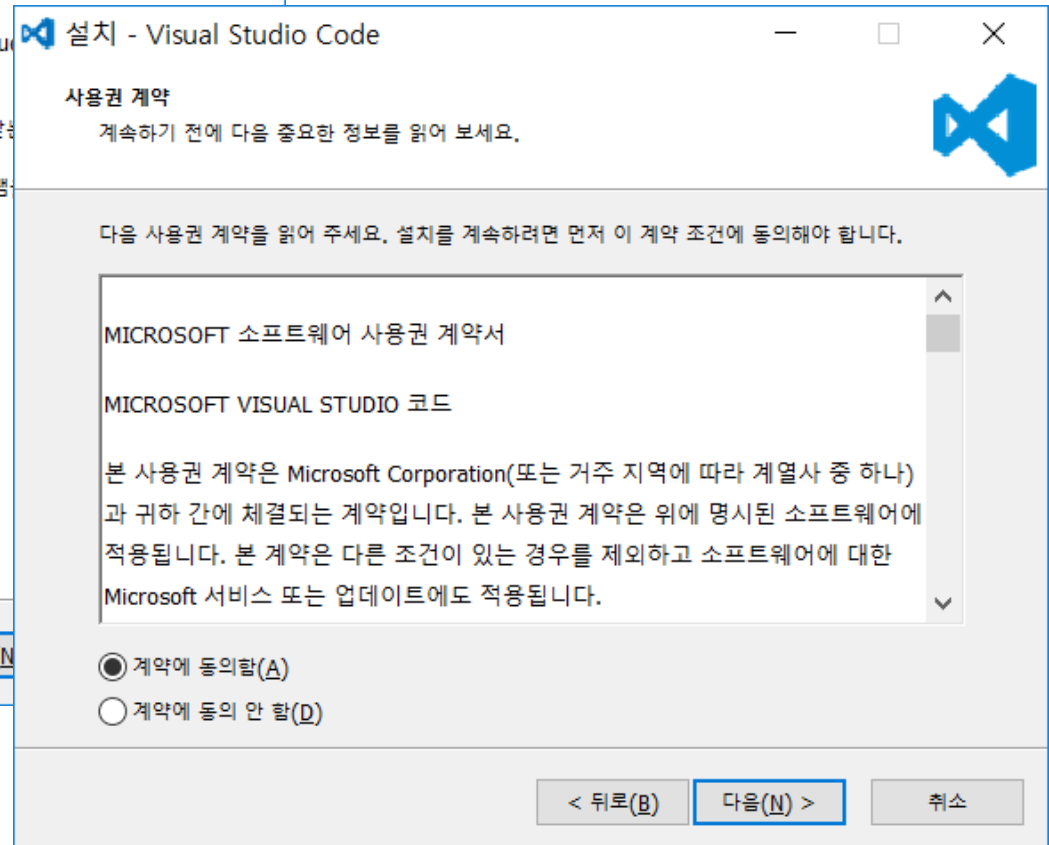 설치 - Visual Studio Code
사용권 계약
계속하기 전에 다음 중요한 정보를 읽어 보세요.
다음 사용권 계약을 읽어 주세요. 설치를 계속하려면 먼저 이 계약 조건에 동의해야 합니다.
MICROSOFT 소프트웨어 사용권 계약서
MICROSOFT VISUAL STUDIO 코드
본 사용권 계약은 Microsoft Corporation(또는 거주 지역에 따라 계열사 중 하나)
과 귀하 간에 체결되는 계약입니다. 본 사용권 계약은 위에 명시된 소프트웨어에
적용됩니다. 본 계약은 다른 조건이 있는 경우를 제외하고 소프트웨어에 대한
Microsoft 서비스 또는 업데이트에도 적용됩니다.
계약에 동의함(A)
계약에 동의 안 함(D)
< 뒤로(B)
다음(N) >
취소